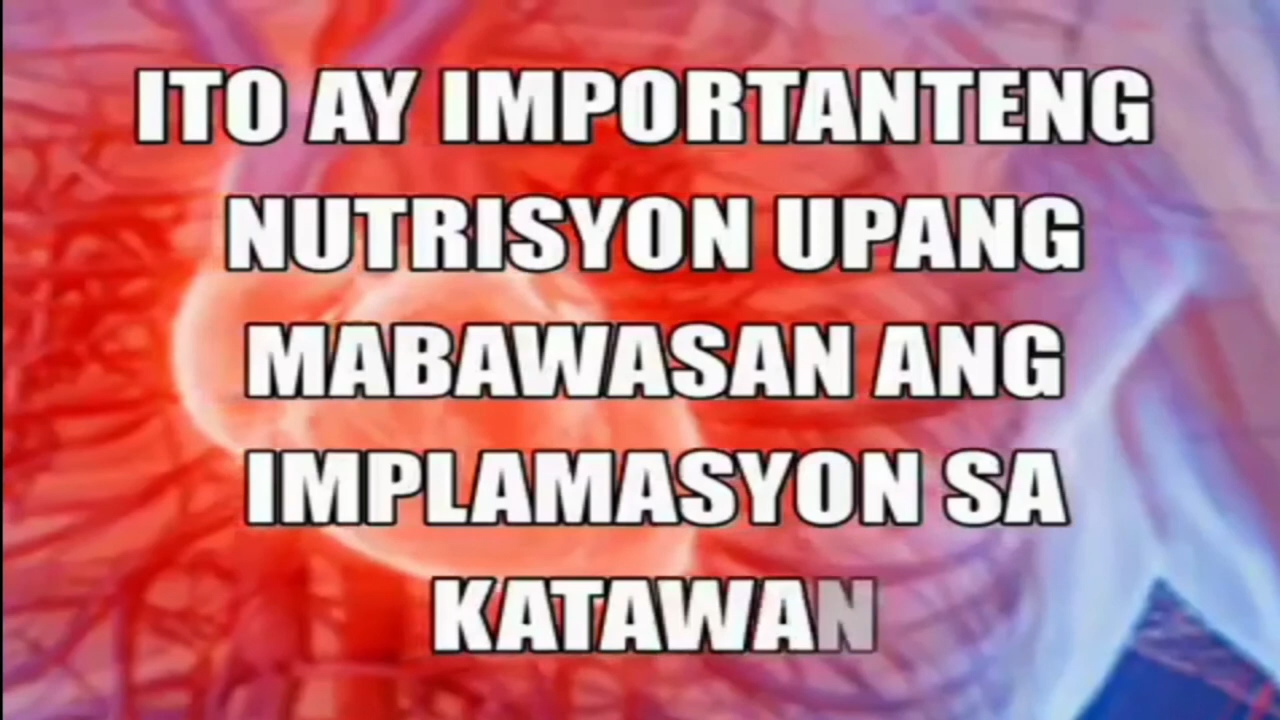 ITO AY IMPORTANTENG
NUTRISYON UPANG
MABAWASAN ANG
IMPLAMASYON SA
KATAWAN